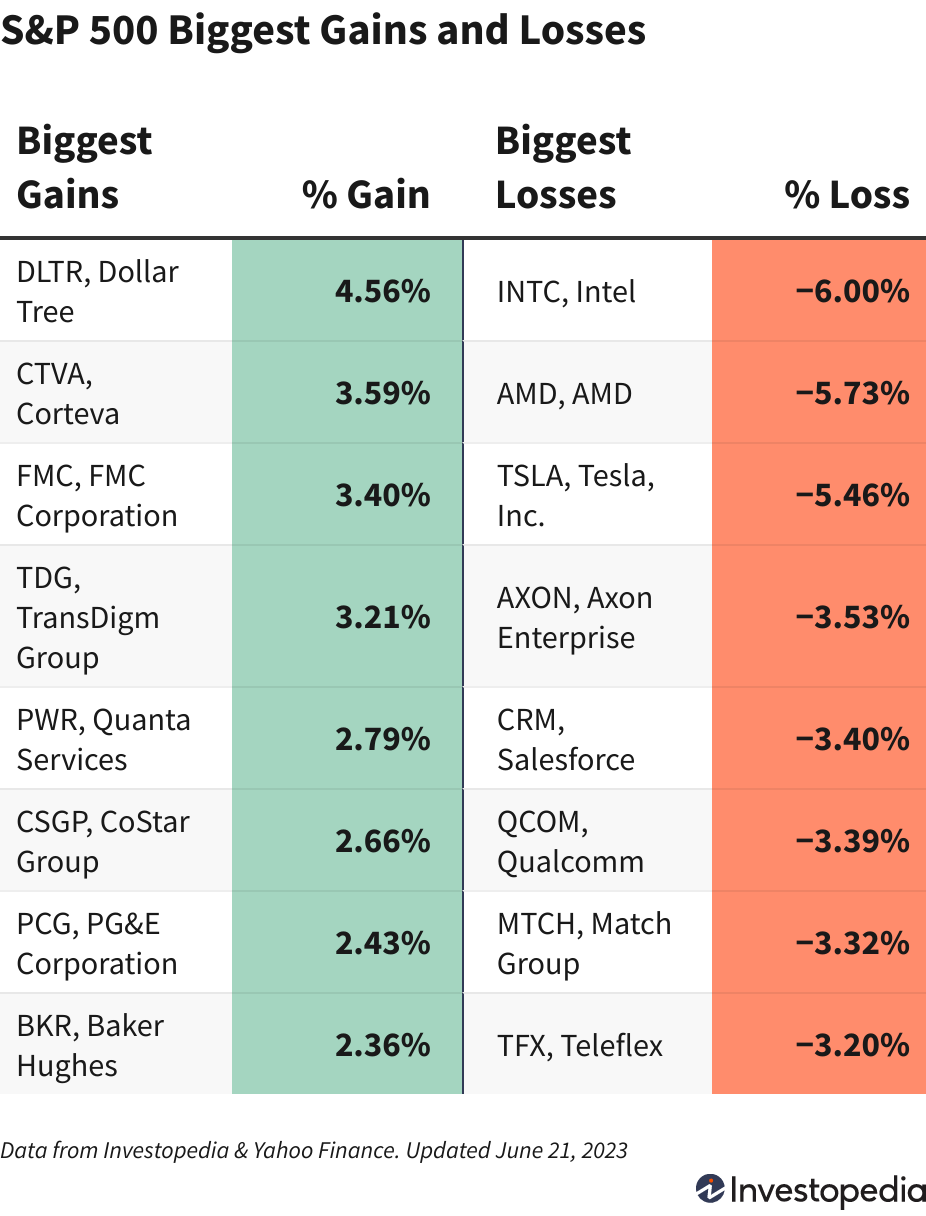 S&P 500 Biggest Gains and Losses
Biggest
Gains
% Gain
Biggest
Losses
% Loss
DLTR, Dollar
Tree
4.56%
INTC, Intel
−6.00%
CTVA,
Corteva
3.59%
AMD, AMD
−5.73%
FMC, FMC
Corporation
3.40%
TSLA, Tesla,
Inc.
−5.46%
TDG,
TransDigm
Group
3.21%
AXON, Axon
Enterprise
−3.53%
PWR, Quanta
Services
2.79%
CRM,
Salesforce
−3.40%
CSGP, CoStar
Group
2.66%
QCOM,
Qualcomm
−3.39%
PCG, PG&E
Corporation
2.43%
MTCH, Match
Group
−3.32%
BKR, Baker
Hughes
2.36%
TFX, Teleflex
−3.20%
Data from Investopedia & Yahoo Finance. Updated June 21, 2023
Investopedia